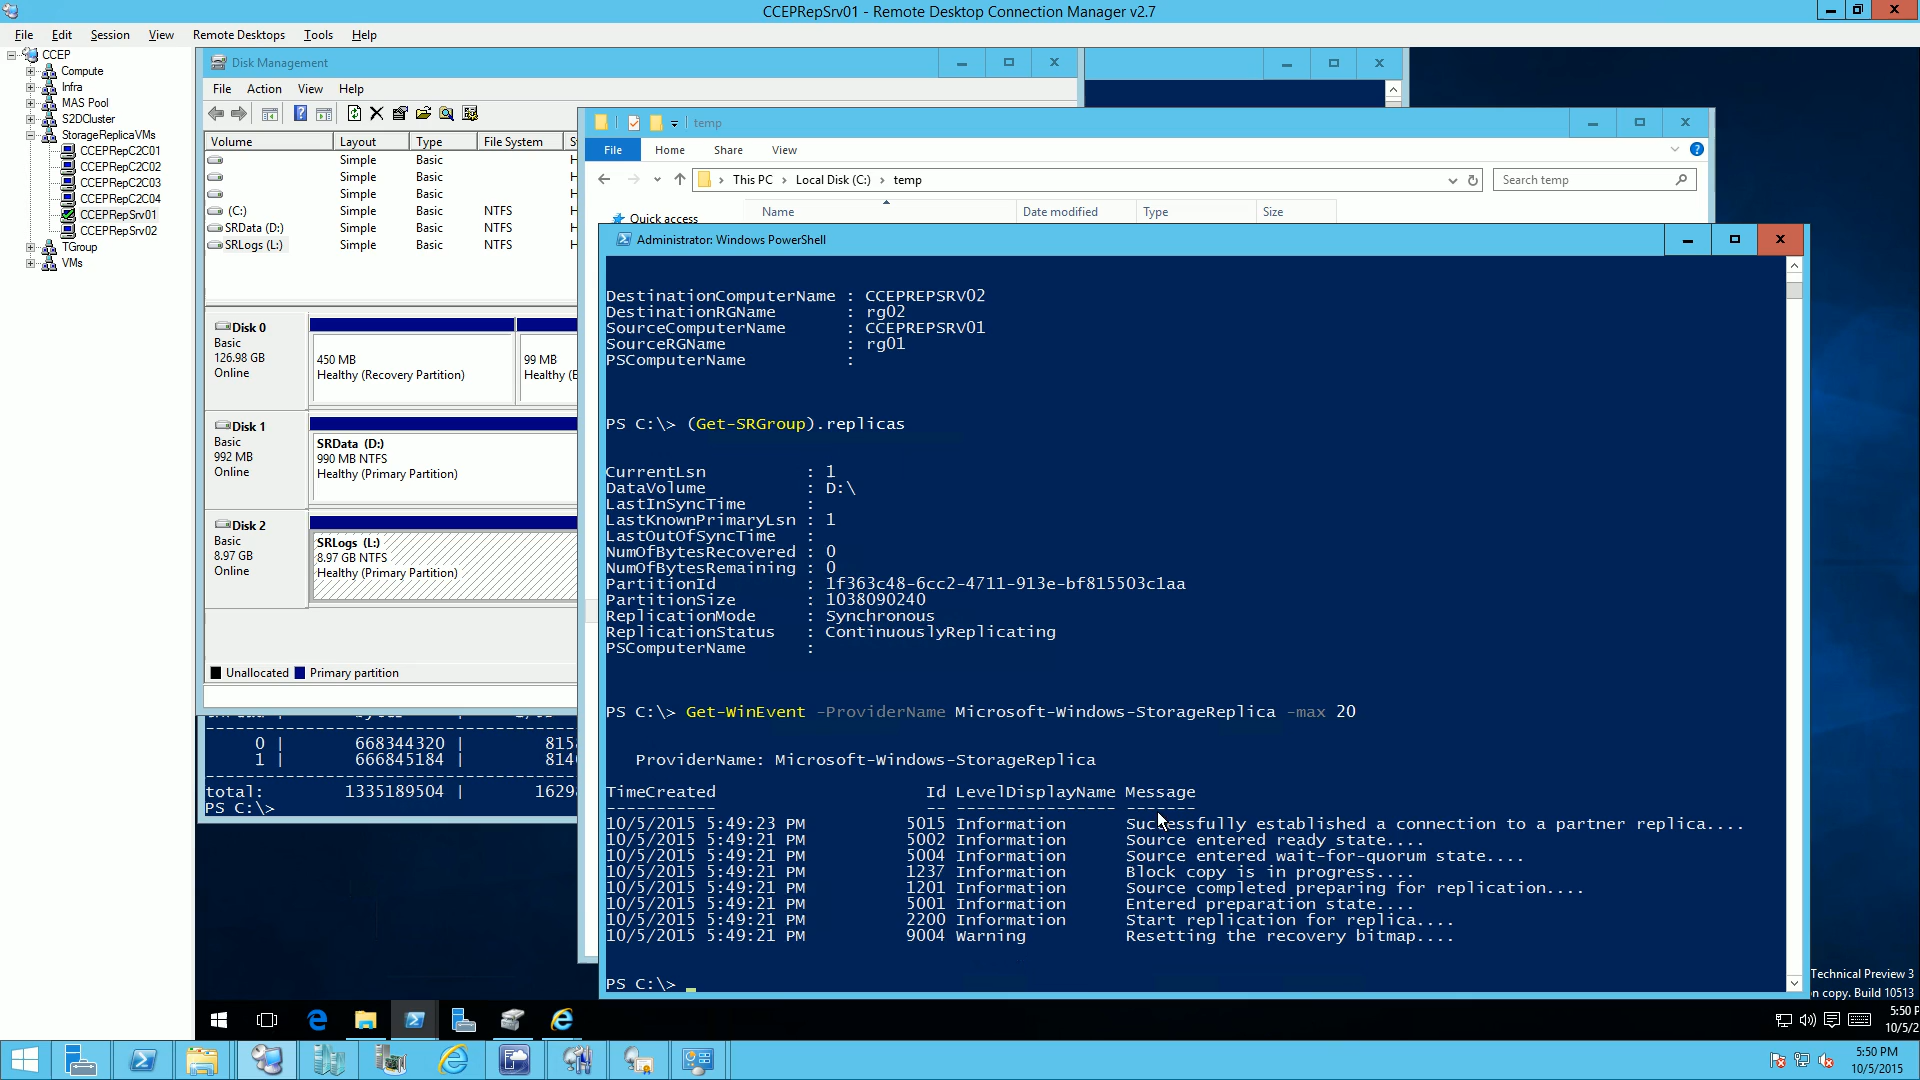 CCEPRepSrv01 - Remote Desktop Connection Manager v2.7
File Edit Session View Remote Desktops Tools Help
CCEP
Compute
Infra
MAS Pool
S2DCluster
StorageReplicaVMs
CCEPRepC2C01
CCEPRepC2C02
CCEPRepC2C03
CCEPRepC2C04
CCEPRepSrv01
CCEPRepSrv02
TGroup
VMs
Disk Management
File Action View Help
Volume Layout Type File System
Simple Basic
Simple Basic
Simple Basic
(C:) Simple Basic NTFS
SRData (D:) Simple Basic NTFS
SRLogs (L:) Simple Basic NTFS
Disk 0
Basic
126.98 GB
Online
450 MB
Healthy (Recovery Partition)
99 MB
Healthy (E
Disk 1
Basic
992 MB
Online
SRData (D:)
990 MB NTFS
Healthy (Primary Partition)
Disk 2
Basic
8.97 GB
Online
SRLogs (L:)
8.97 GB NTFS
Healthy (Primary Partition)
Unallocated Primary partition
0 | 668344320 | 815
1 | 666845184 | 814
total: 1335189504 | 1629
PS C:\>
temp
File Home Share View
This PC › Local Disk (C:) › temp
Search temp
Quick access
Name Date modified Type Size
Administrator: Windows PowerShell
DestinationComputerName : CCEPREPSRV02
DestinationRGName : rg02
SourceComputerName : CCEPREPSRV01
SourceRGName : rg01
PSComputerName :
PS C:\> (Get-SRGroup).replicas
CurrentLsn : 1
DataVolume : D:\
LastInSyncTime :
LastKnownPrimaryLsn : 1
LastOutOfSyncTime :
NumOfBytesRecovered : 0
NumOfBytesRemaining : 0
PartitionId : 1f363c48-6cc2-4711-913e-bf815503c1aa
PartitionSize : 1038090240
ReplicationMode : Synchronous
ReplicationStatus : ContinuouslyReplicating
PSComputerName :
PS C:\> Get-WinEvent -ProviderName Microsoft-Windows-StorageReplica -max 20
ProviderName: Microsoft-Windows-StorageReplica
TimeCreated Id LevelDisplayName Message
----------- -- ---------------- -------
10/5/2015 5:49:23 PM 5015 Information Successfully established a connection to a partner replica....
10/5/2015 5:49:21 PM 5002 Information Source entered ready state....
10/5/2015 5:49:21 PM 5004 Information Source entered wait-for-quorum state....
10/5/2015 5:49:21 PM 1237 Information Block copy is in progress....
10/5/2015 5:49:21 PM 1201 Information Source completed preparing for replication....
10/5/2015 5:49:21 PM 5001 Information Entered preparation state....
10/5/2015 5:49:21 PM 2200 Information Start replication for replica....
10/5/2015 5:49:21 PM 9004 Warning Resetting the recovery bitmap....
PS C:\>
Technical Preview 3
n copy. Build 10513
5:50 P
10/5/2
5:50 PM
10/5/2015